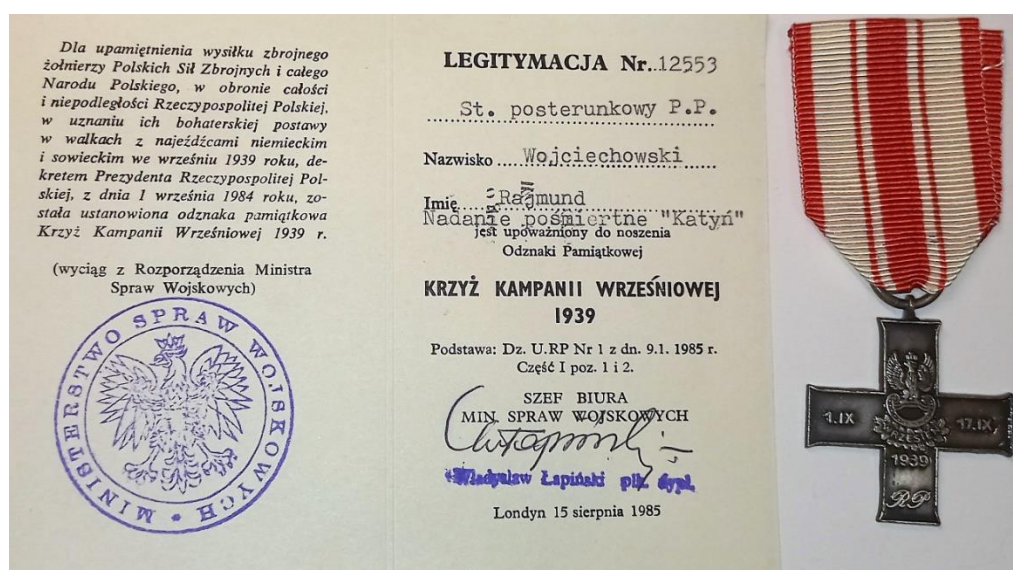 Dla upamiętnienia wysiłku zbrojnego
żołnierzy Polskich Sił Zbrojnych i całego
Narodu Polskiego, w obronie całości
i niepodległości Rzeczypospolitej Polskiej,
w uznaniu ich bohaterskiej postawy
w walkach z najeźdźcami niemieckim
i sowieckim we wrześniu 1939 roku, de-
kretem Prezydenta Rzeczypospolitej Pol-
skiej, z dnia 1 września 1984 roku, zo-
stała ustanowiona odznaka pamiątkowa
Krzyż Kampanii Wrześniowej 1939 r.
(wyciąg z Rozporządzenia Ministra
Spraw Wojskowych)
MINISTERSTWO SPRAW WOJSKOWYCH
LEGITYMACJA Nr. 12553
St. posterunkowy P.P.
Nazwisko Wojciechowski
Imię Rajmund
Nadanie pośmiertne "Katyń"
jest upoważniony do noszenia
Odznaki Pamiątkowej
KRZYŻ KAMPANII WRZEŚNIOWEJ
1939
Podstawa: Dz. U.RP Nr 1 z dn. 9.1. 1985 r.
Część I poz. 1 i 2.
SZEF BIURA
MIN. SPRAW WOJSKOWYCH
Władysław Łapiński płk. dypl.
Londyn 15 sierpnia 1985
1.IX
17.IX
WRZESIEŃ
1939
RP